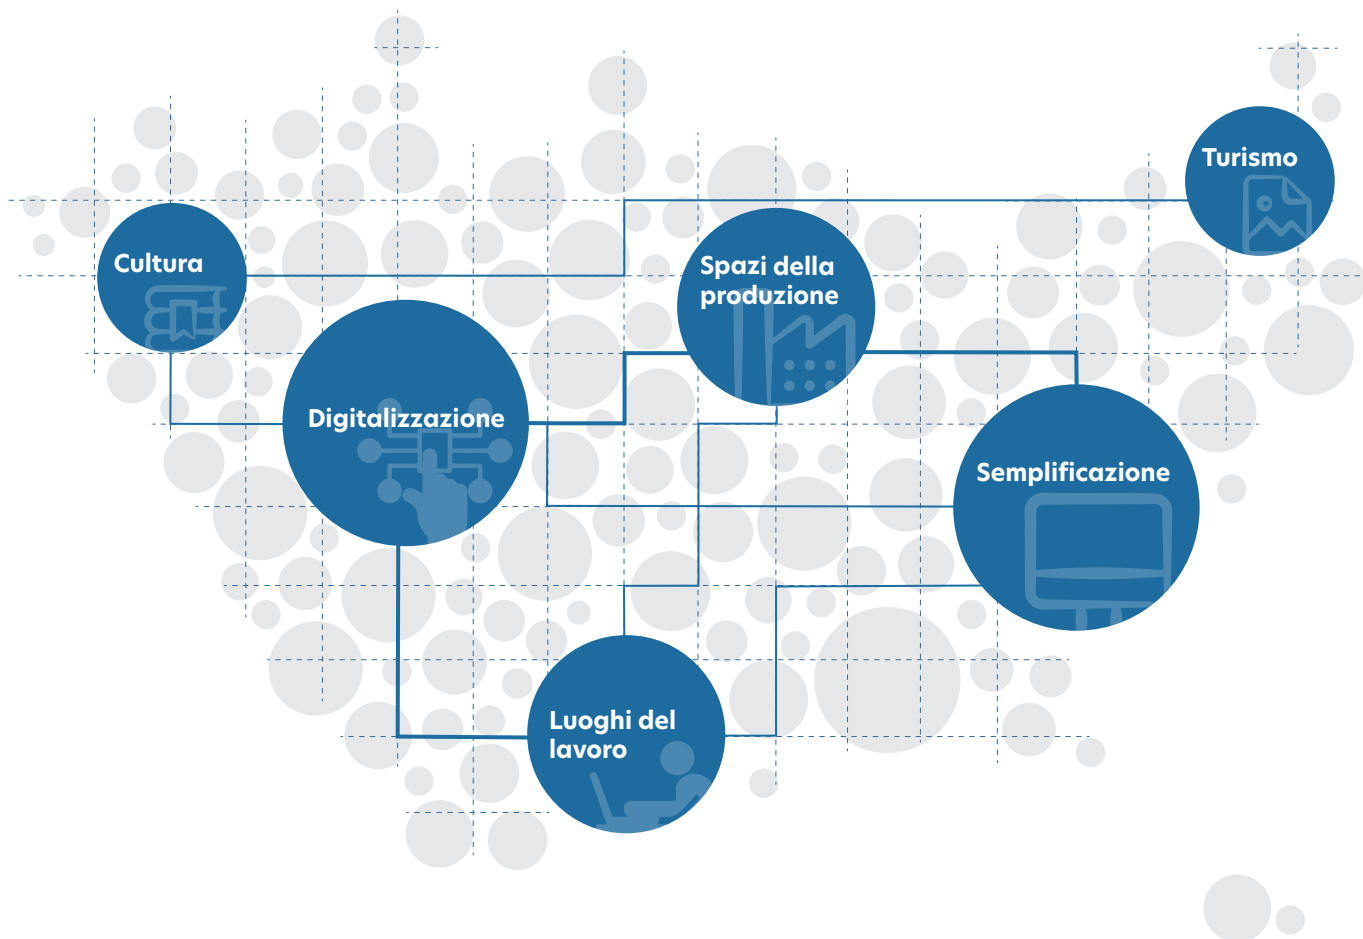 Turismo
Cultura
Spazi della
produzione
Digitalizzazione
Semplificazione
Luoghi del
lavoro